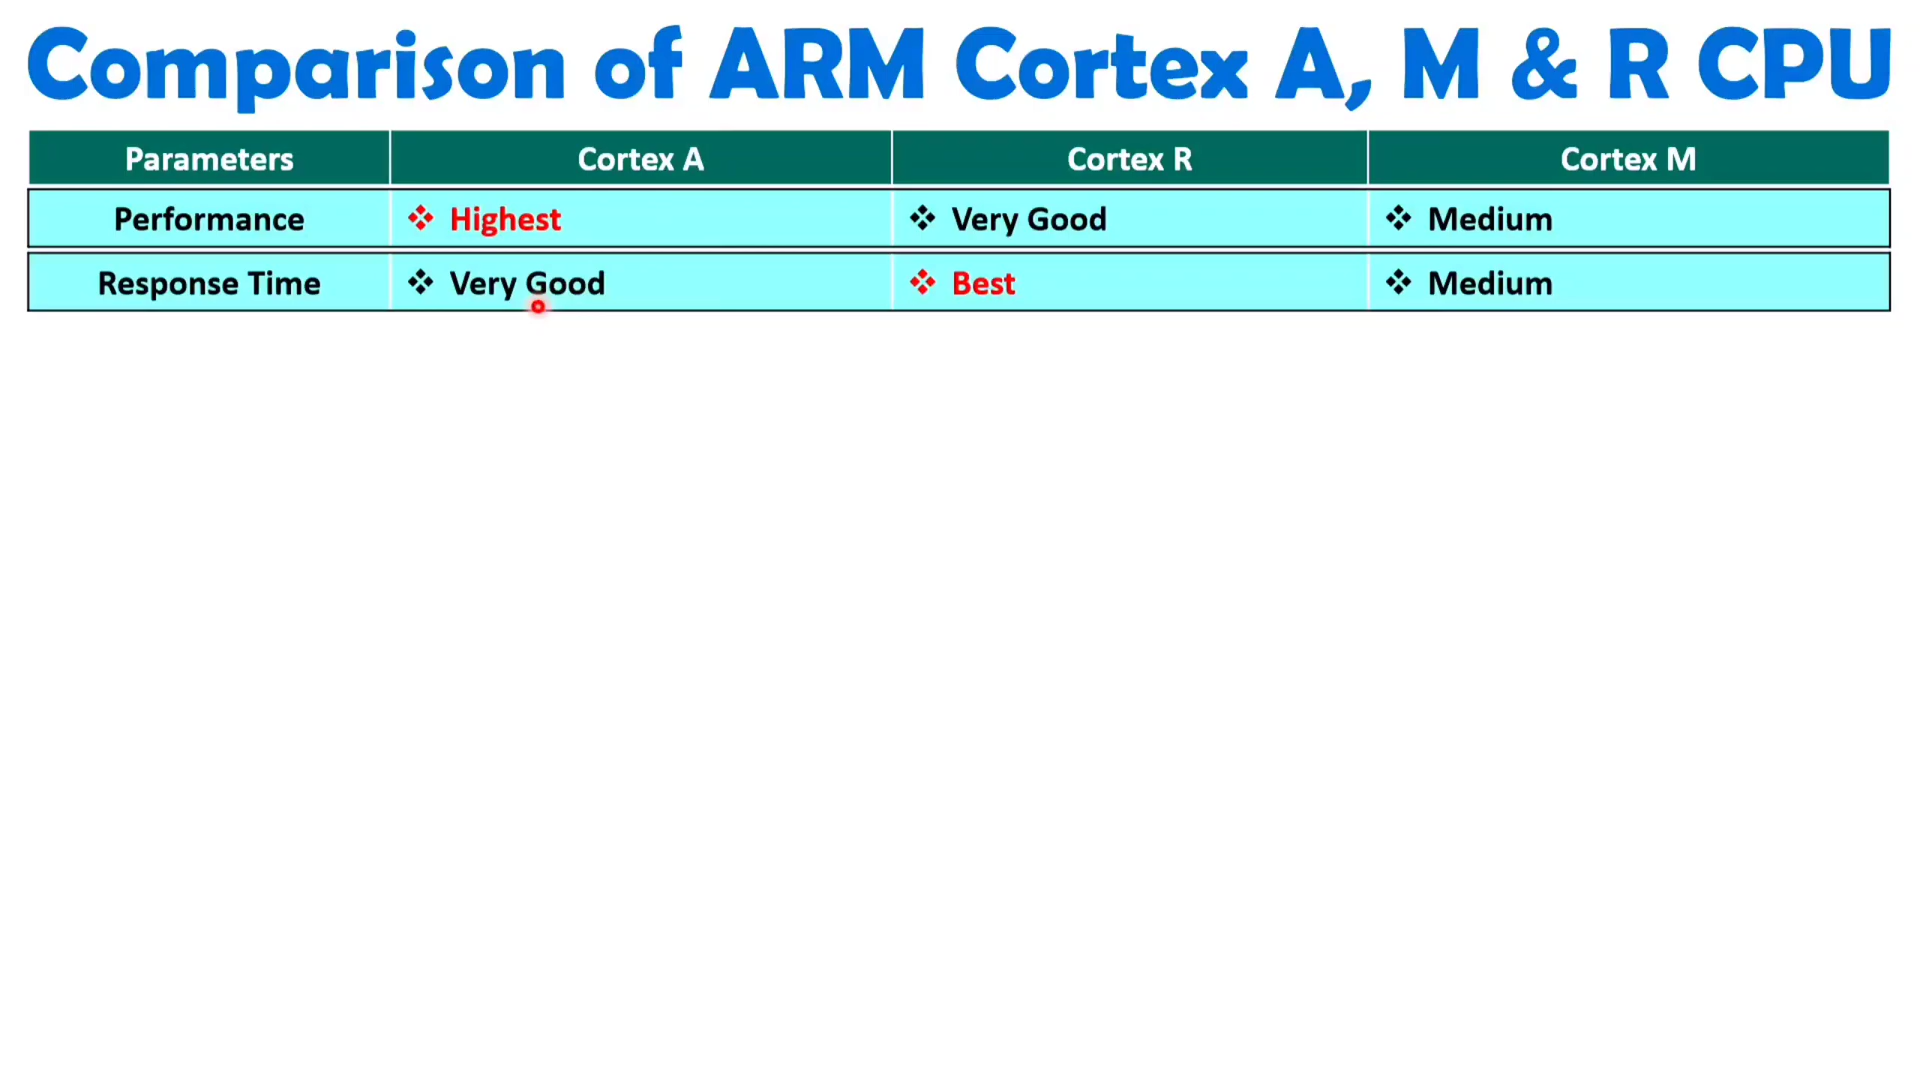 Comparison of ARM Cortex A, M & R CPU
Parameters Cortex A Cortex R Cortex M
Performance ❖ Highest ❖ Very Good ❖ Medium
Response Time ❖ Very Good ❖ Best ❖ Medium